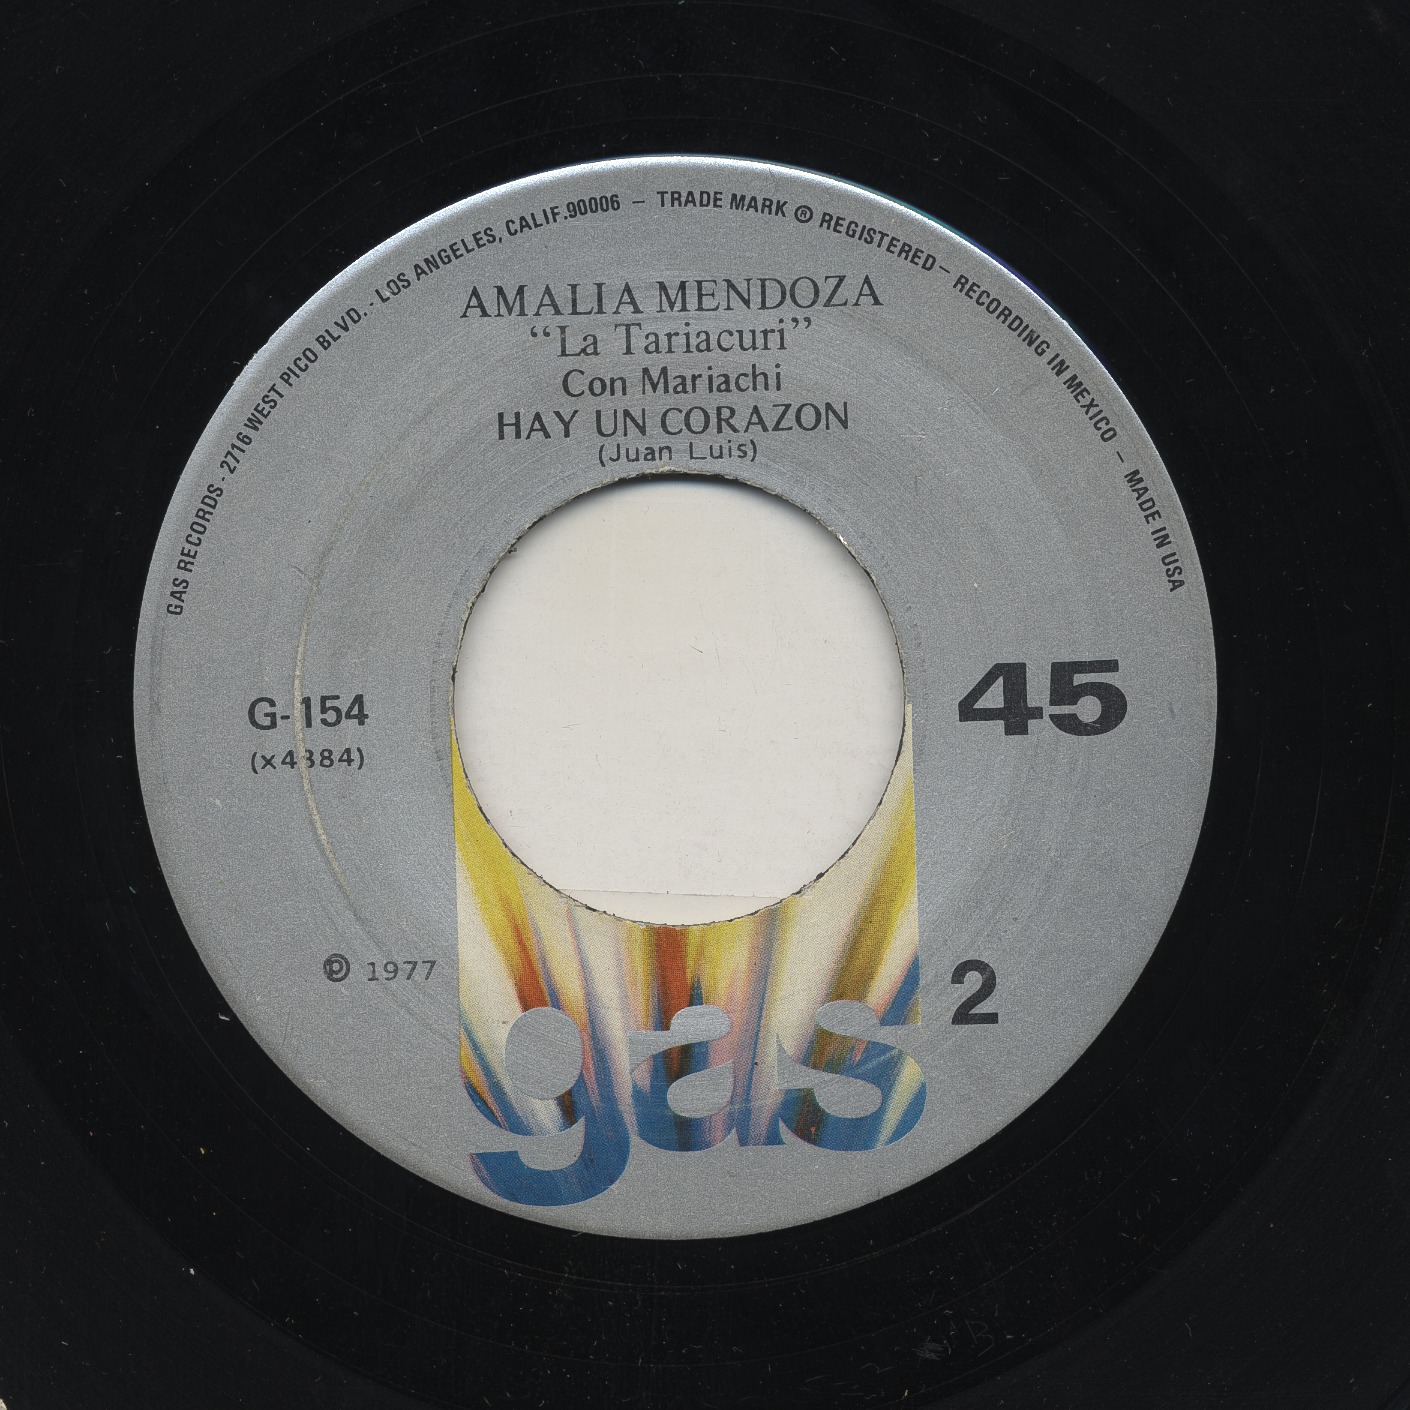 GAS RECORDS - 2716 WEST PICO BLVD. - LOS ANGELES, CALIF. 90006 — TRADE MARK ® REGISTERED — RECORDING IN MEXICO — MADE IN USA
AMALIA MENDOZA
“La Tariacuri”
Con Mariachi
HAY UN CORAZON
(Juan Luis)
45
G-154
(x4384)
℗ 1977
2
gas